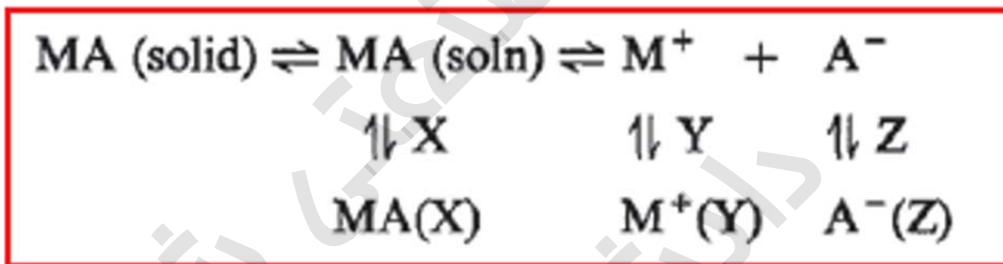 MA (solid) ⇌ MA (soln) ⇌ M⁺ + A⁻
⥮ X ⥮ Y ⥮ Z
MA(X) M⁺(Y) A⁻(Z)